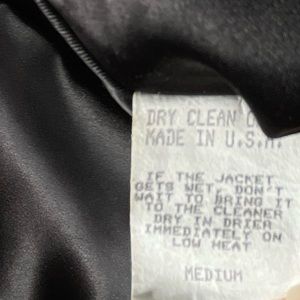 DRY CLEAN
MADE IN U.S.A.
IF THE JACKET
GETS WET, DON'T
WAIT TO BRING IT
TO THE CLEANER
DRY IN DRIER
IMMEDIATELY ON
LOW HEAT
MEDIUM